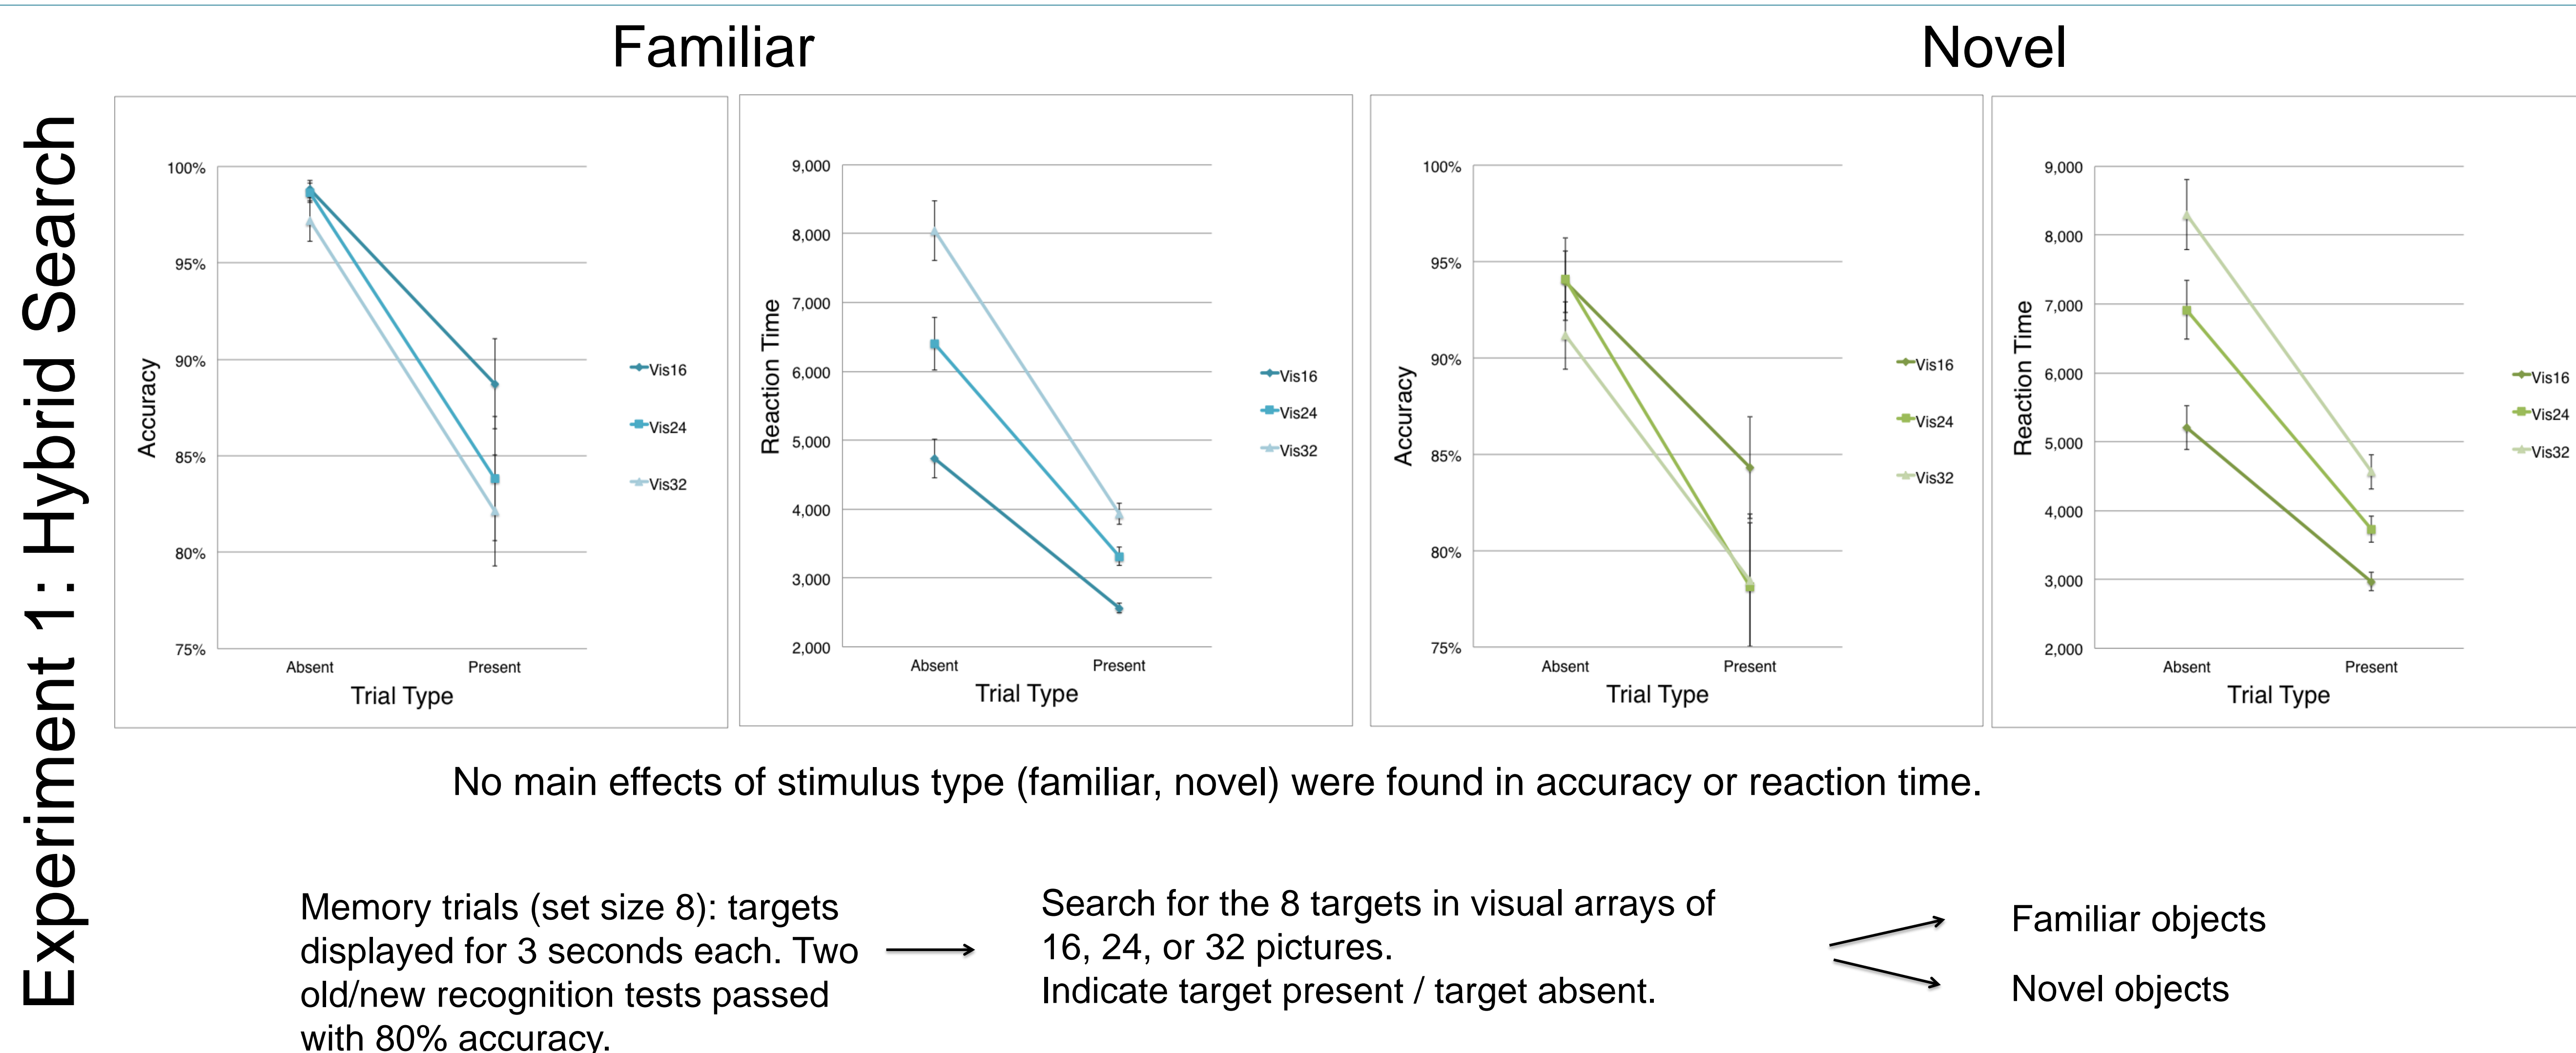 Experiment 1: Hybrid Search
Familiar
Novel
100%
95%
90%
85%
80%
75%
Accuracy
Absent
Present
Trial Type
Vis16
Vis24
Vis32
9,000
8,000
7,000
6,000
5,000
4,000
3,000
2,000
Reaction Time
Absent
Present
Trial Type
Vis16
Vis24
Vis32
100%
95%
90%
85%
80%
75%
Accuracy
Absent
Present
Trial Type
Vis16
Vis24
Vis32
9,000
8,000
7,000
6,000
5,000
4,000
3,000
2,000
Reaction Time
Absent
Present
Trial Type
Vis16
Vis24
Vis32
No main effects of stimulus type (familiar, novel) were found in accuracy or reaction time.
Memory trials (set size 8): targets
displayed for 3 seconds each. Two
old/new recognition tests passed
with 80% accuracy.
Search for the 8 targets in visual arrays of
16, 24, or 32 pictures.
Indicate target present / target absent.
Familiar objects
Novel objects